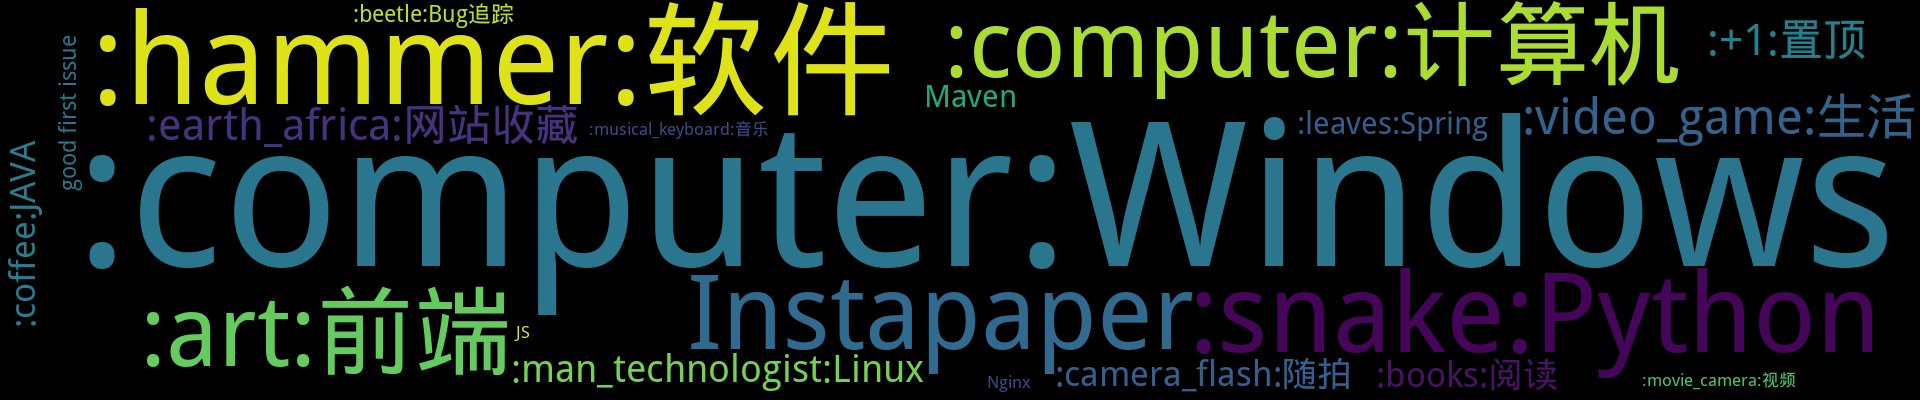 :beetle:Bug追踪
:hammer:软件
:computer:计算机
:+1:置顶
good first issue
Maven
:earth_africa:网站收藏
:musical_keyboard:音乐
:leaves:Spring
:video_game:生活
:coffee:JAVA
:computer:Windows
:art:前端
JS
Instapaper
:snake:Python
:man_technologist:Linux
Nginx
:camera_flash:随拍
:books:阅读
:movie_camera:视频